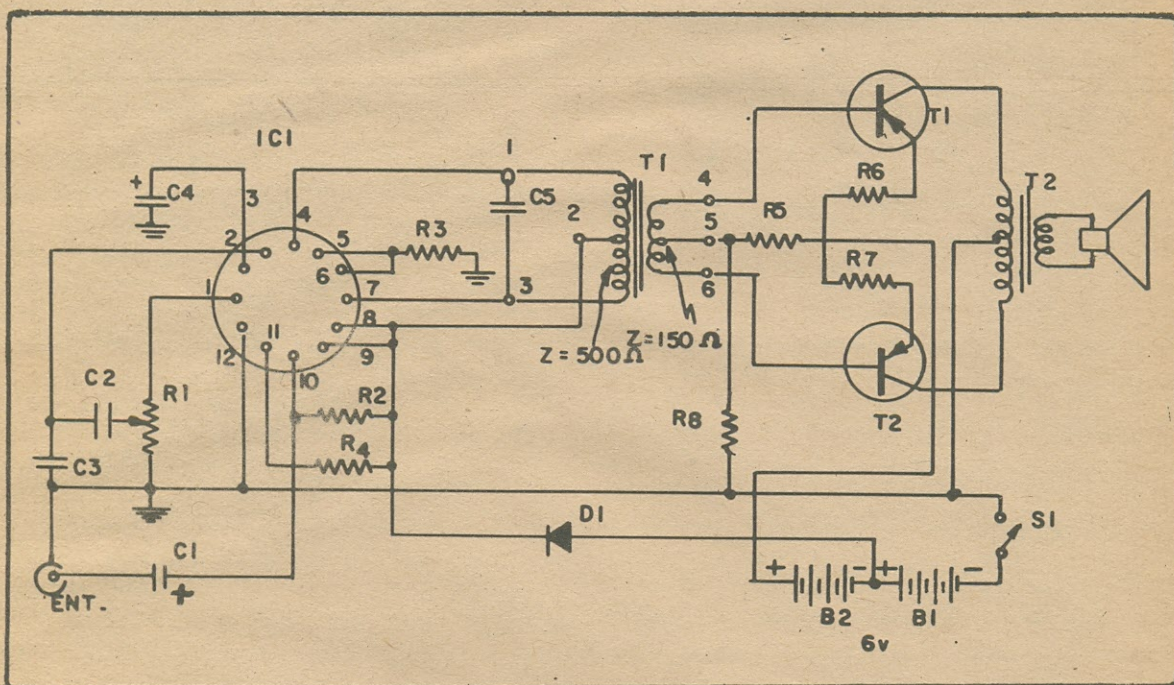 IC1
C4
+
3
4
2
5
6
1
7
8
9
10
11
12
R3
1
C5
2
3
T1
4
5
6
Z = 500Ω
Z = 150Ω
R5
R6
R7
T1
T2
T2
R8
C2
R1
C3
R2
R4
D1
S1
C1
+
ENT.
+
-
+
-
B2
B1
6v